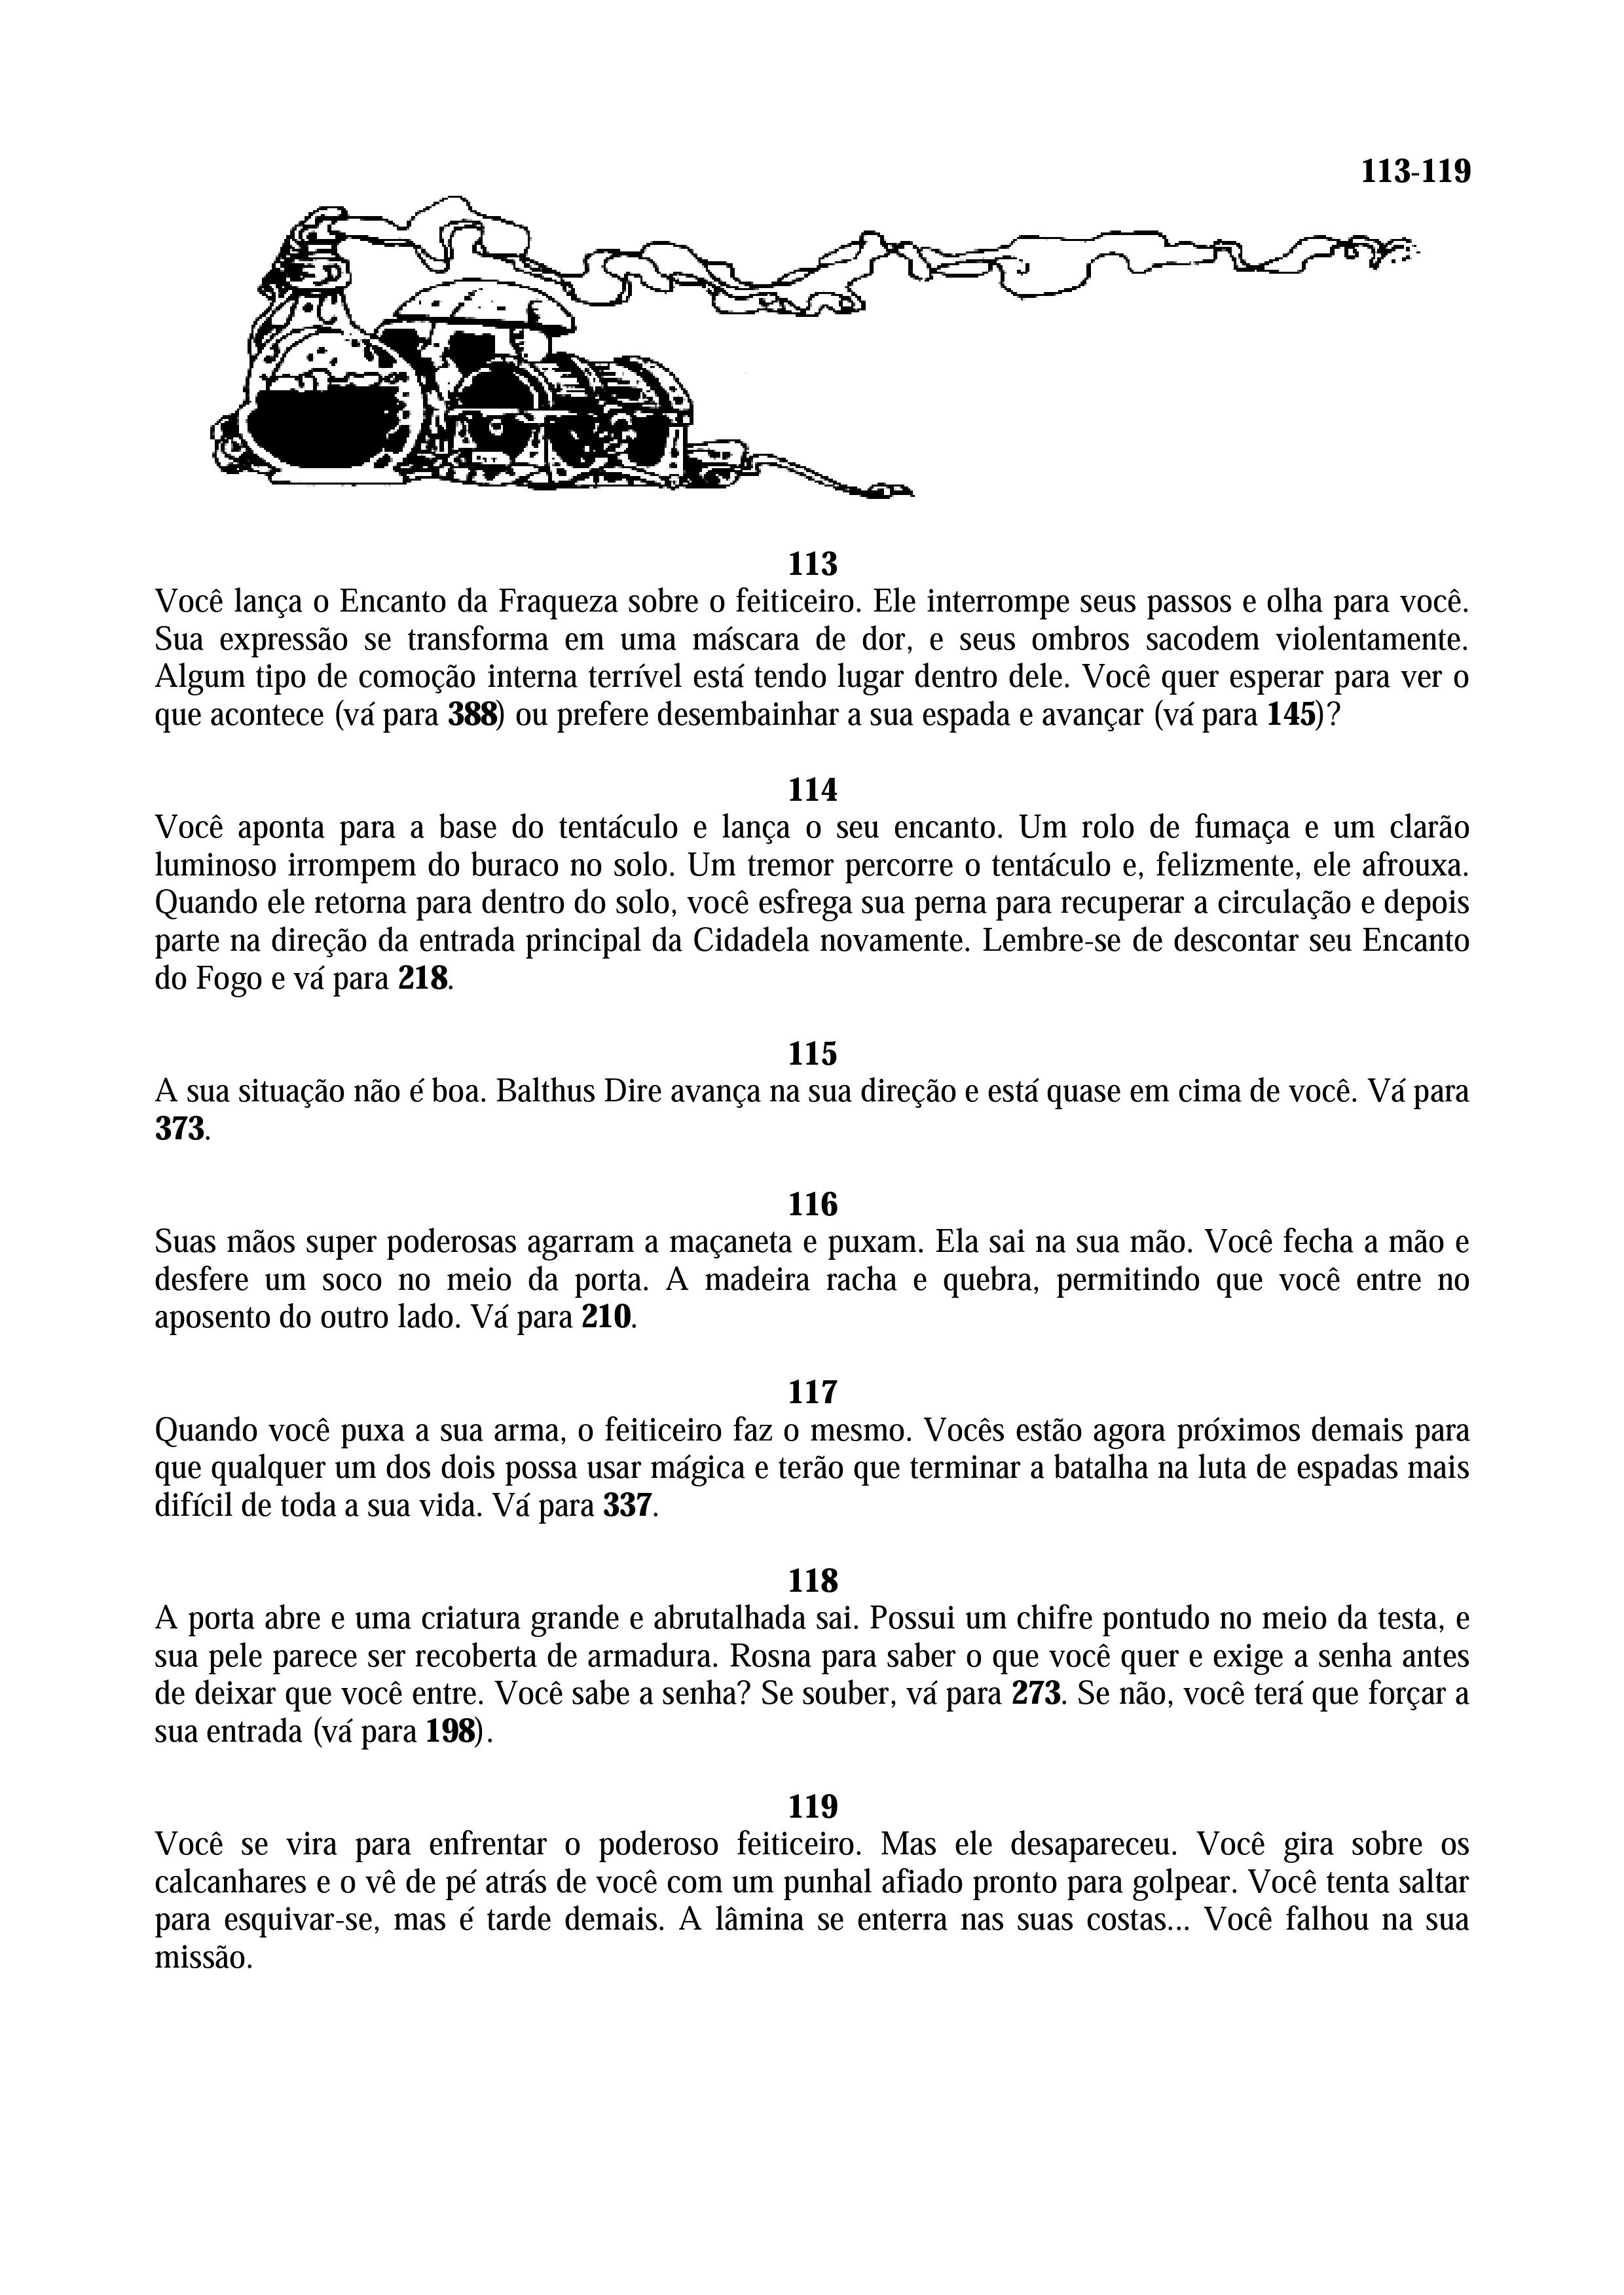 113-119
113
Você lança o Encanto da Fraqueza sobre o feiticeiro. Ele interrompe seus passos e olha para você.
Sua expressão se transforma em uma máscara de dor, e seus ombros sacodem violentamente.
Algum tipo de comoção interna terrível está tendo lugar dentro dele. Você quer esperar para ver o
que acontece (vá para 388) ou prefere desembainhar a sua espada e avançar (vá para 145)?
114
Você aponta para a base do tentáculo e lança o seu encanto. Um rolo de fumaça e um clarão
luminoso irrompem do buraco no solo. Um tremor percorre o tentáculo e, felizmente, ele afrouxa.
Quando ele retorna para dentro do solo, você esfrega sua perna para recuperar a circulação e depois
parte na direção da entrada principal da Cidadela novamente. Lembre-se de descontar seu Encanto
do Fogo e vá para 218.
115
A sua situação não é boa. Balthus Dire avança na sua direção e está quase em cima de você. Vá para
373.
116
Suas mãos super poderosas agarram a maçaneta e puxam. Ela sai na sua mão. Você fecha a mão e
desfere um soco no meio da porta. A madeira racha e quebra, permitindo que você entre no
aposento do outro lado. Vá para 210.
117
Quando você puxa a sua arma, o feiticeiro faz o mesmo. Vocês estão agora próximos demais para
que qualquer um dos dois possa usar mágica e terão que terminar a batalha na luta de espadas mais
difícil de toda a sua vida. Vá para 337.
118
A porta abre e uma criatura grande e abrutalhada sai. Possui um chifre pontudo no meio da testa, e
sua pele parece ser recoberta de armadura. Rosna para saber o que você quer e exige a senha antes
de deixar que você entre. Você sabe a senha? Se souber, vá para 273. Se não, você terá que forçar a
sua entrada (vá para 198).
119
Você se vira para enfrentar o poderoso feiticeiro. Mas ele desapareceu. Você gira sobre os
calcanhares e o vê de pé atrás de você com um punhal afiado pronto para golpear. Você tenta saltar
para esquivar-se, mas é tarde demais. A lâmina se enterra nas suas costas... Você falhou na sua
missão.